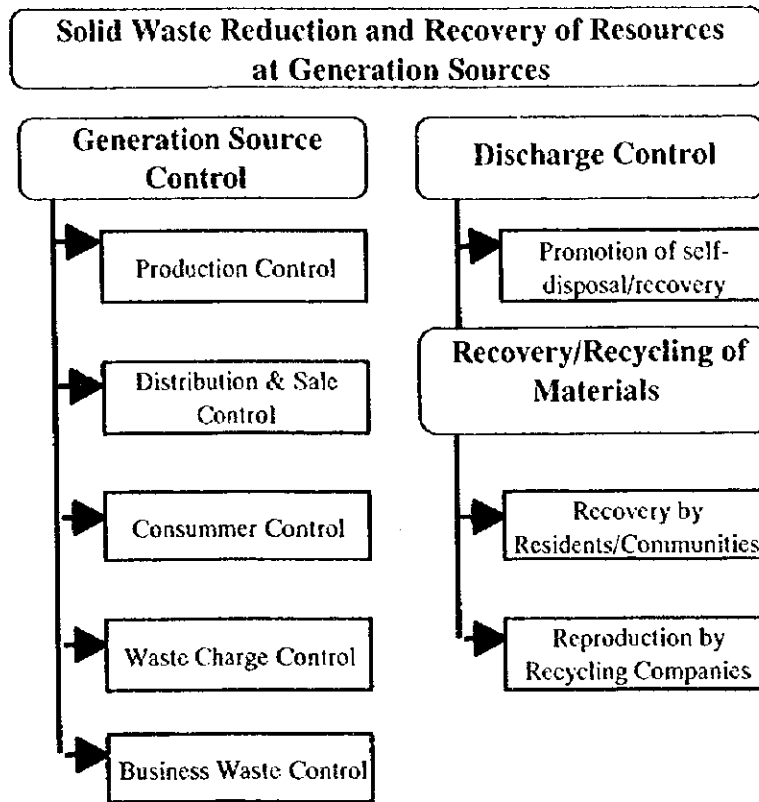 Solid Waste Reduction and Recovery of Resources
at Generation Sources
Generation Source
Control
Production Control
Distribution & Sale
Control
Consummer Control
Waste Charge Control
Business Waste Control
Discharge Control
Promotion of self-
disposal/recovery
Recovery/Recycling of
Materials
Recovery by
Residents/Communities
Reproduction by
Recycling Companies